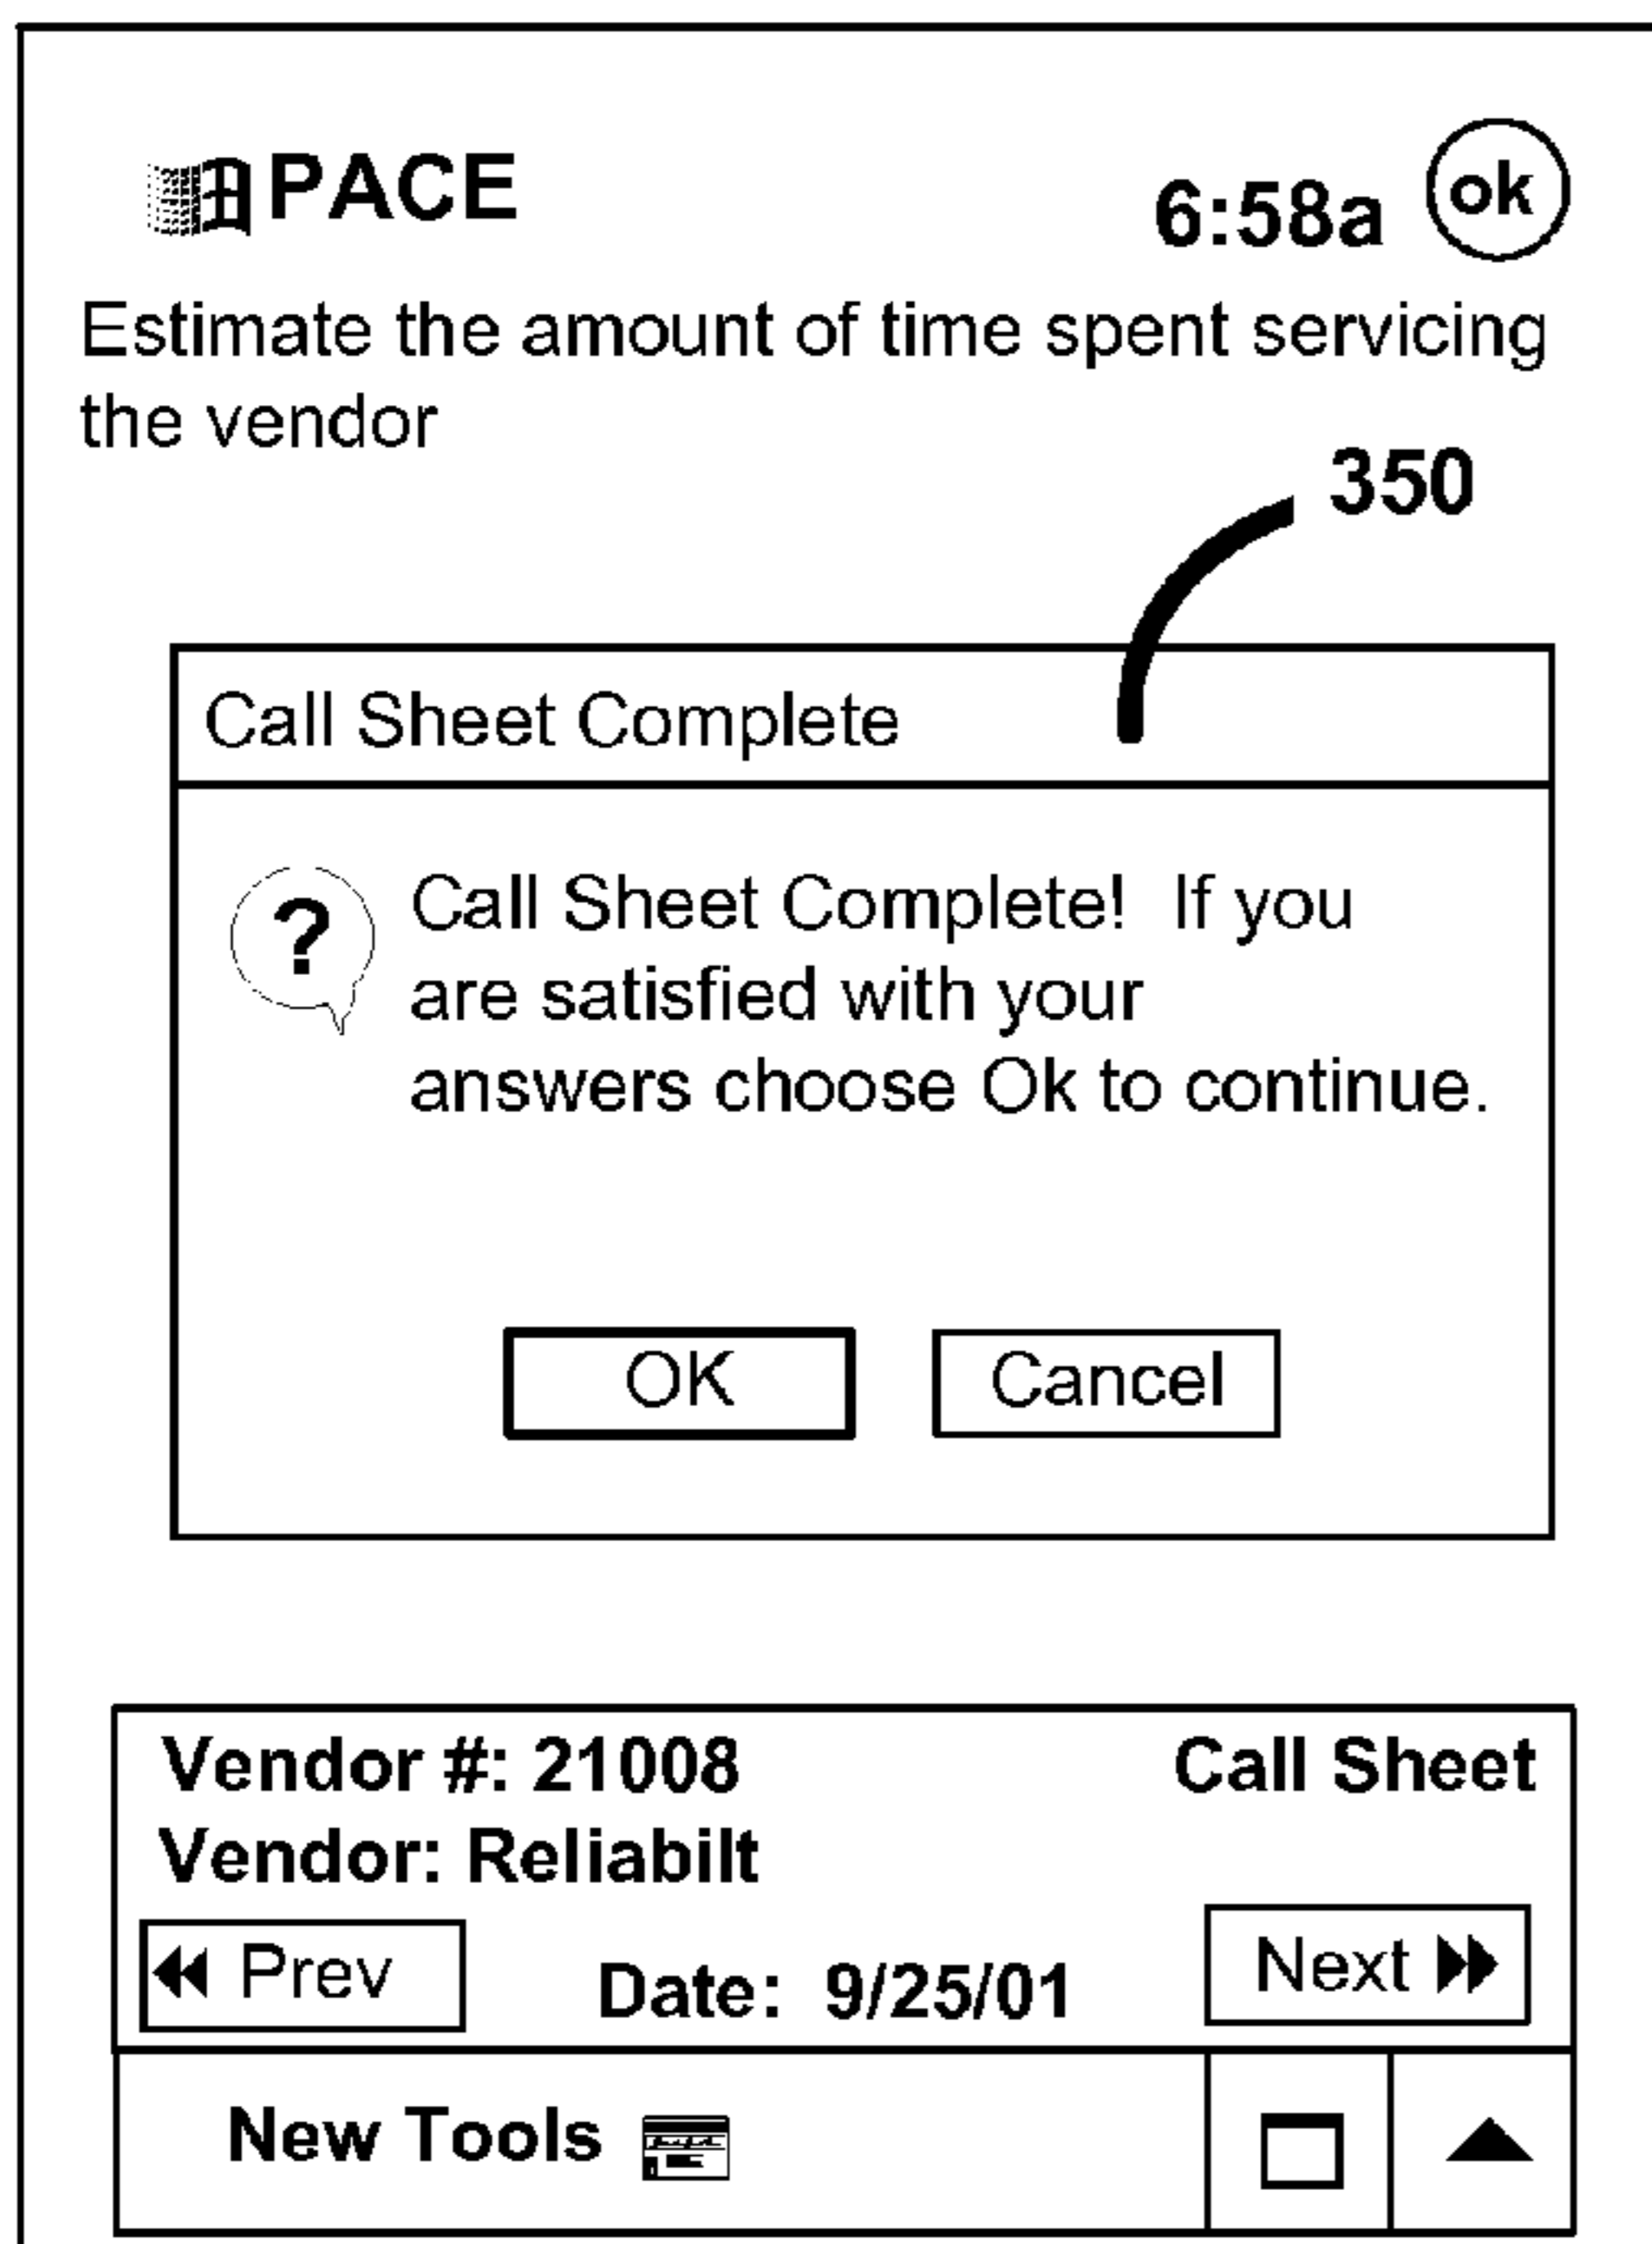 PACE 6:58a ok
Estimate the amount of time spent servicing
the vendor
350
Call Sheet Complete
? Call Sheet Complete!  If you
are satisfied with your
answers choose Ok to continue.
OK Cancel
Vendor #: 21008 Call Sheet
Vendor: Reliabilt
Prev Date:  9/25/01 Next
New Tools